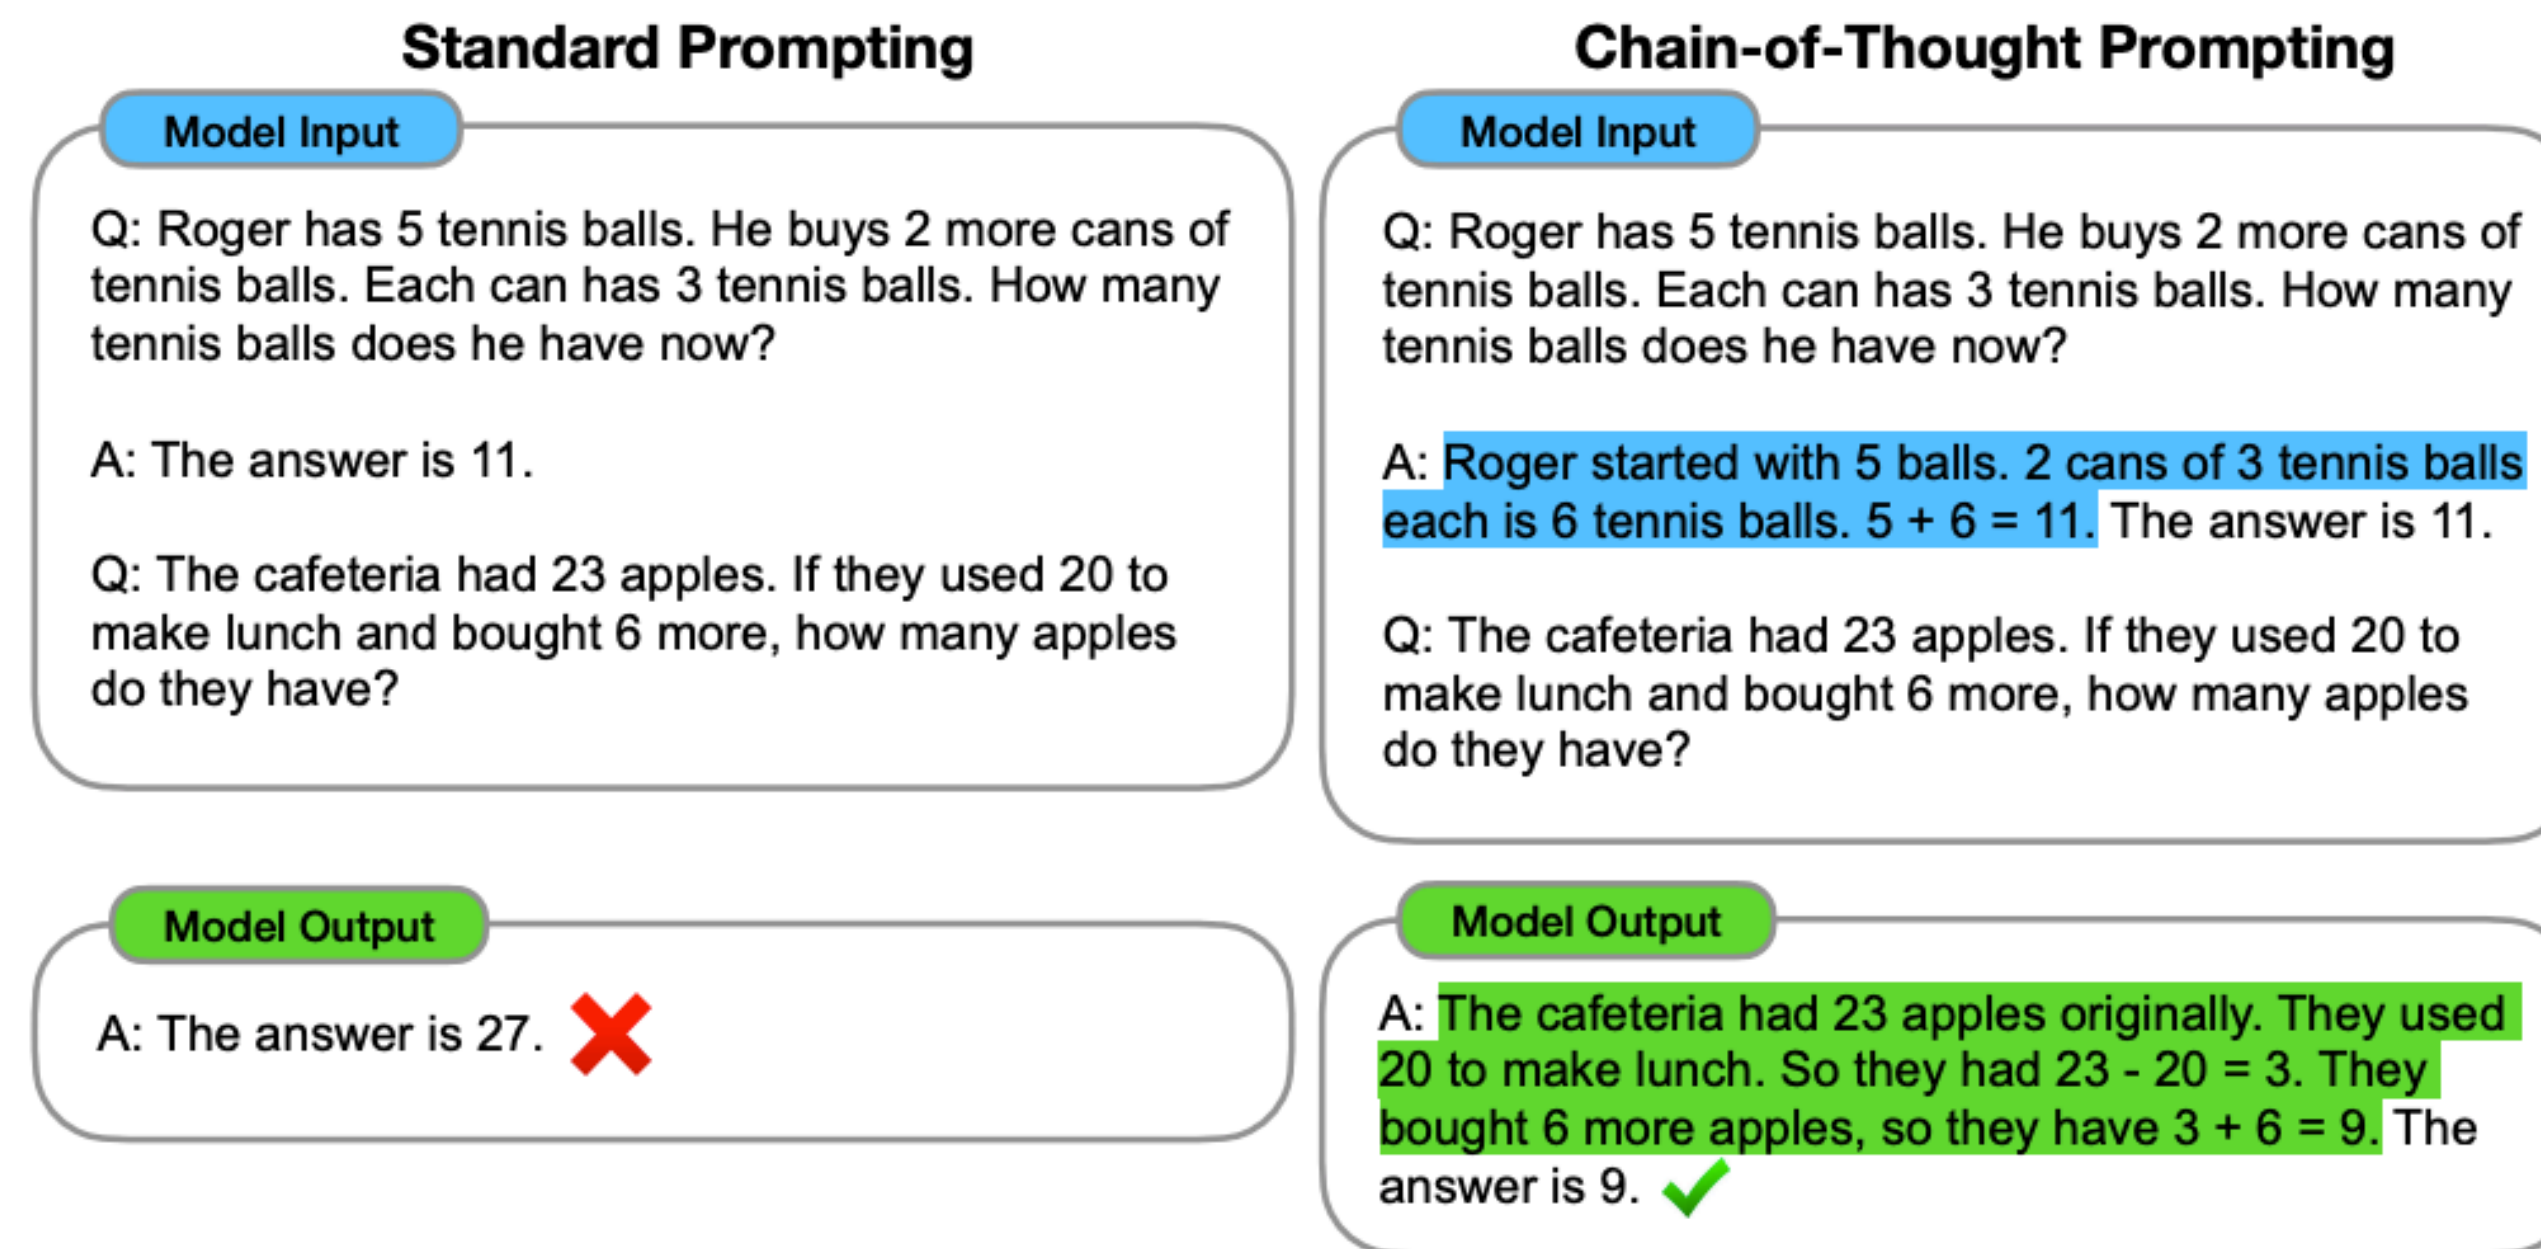 Standard Prompting
Model Input
Q: Roger has 5 tennis balls. He buys 2 more cans of
tennis balls. Each can has 3 tennis balls. How many
tennis balls does he have now?
A: The answer is 11.
Q: The cafeteria had 23 apples. If they used 20 to
make lunch and bought 6 more, how many apples
do they have?
Model Output
A: The answer is 27.
Chain-of-Thought Prompting
Model Input
Q: Roger has 5 tennis balls. He buys 2 more cans of
tennis balls. Each can has 3 tennis balls. How many
tennis balls does he have now?
A: Roger started with 5 balls. 2 cans of 3 tennis balls
each is 6 tennis balls. 5 + 6 = 11. The answer is 11.
Q: The cafeteria had 23 apples. If they used 20 to
make lunch and bought 6 more, how many apples
do they have?
Model Output
A: The cafeteria had 23 apples originally. They used
20 to make lunch. So they had 23 - 20 = 3. They
bought 6 more apples, so they have 3 + 6 = 9. The
answer is 9.